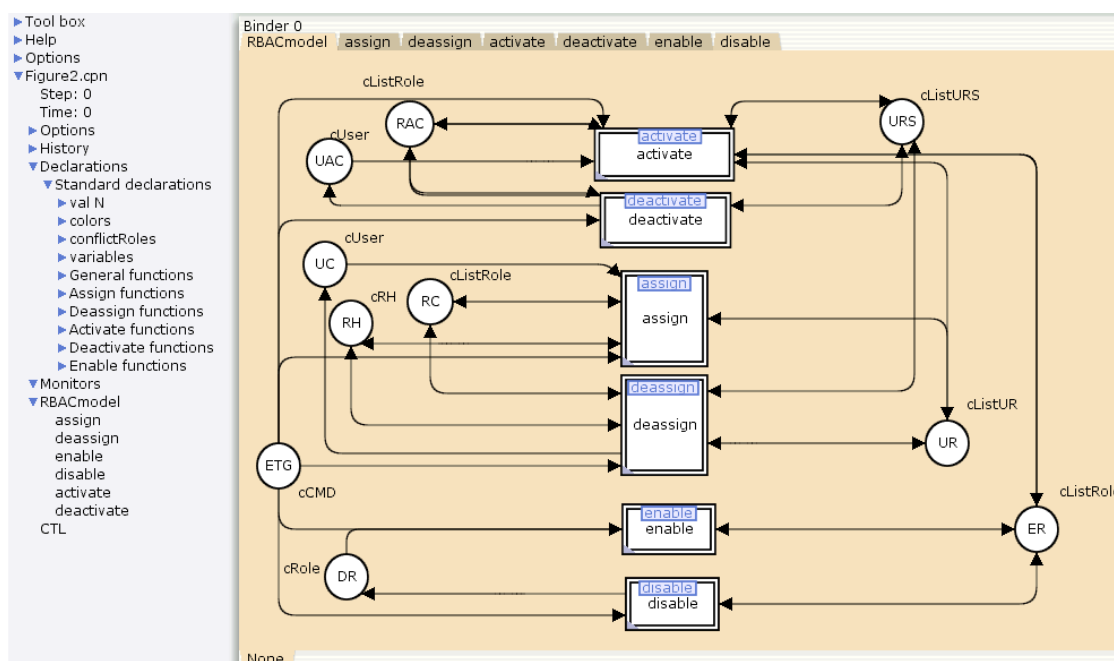 Tool box
Help
Options
Figure2.cpn
Step: 0
Time: 0
Options
History
Declarations
Standard declarations
val N
colors
conflictRoles
variables
General functions
Assign functions
Deassign functions
Activate functions
Deactivate functions
Enable functions
Monitors
RBACmodel
assign
deassign
enable
disable
activate
deactivate
CTL
Binder 0
RBACmodel assign deassign activate deactivate enable disable
cListRole
cListURS
RAC
URS
cUser
activate
activate
UAC
deactivate
deactivate
cUser
UC
cListRole
assign
cRH
RC
assign
RH
deassign
cListUR
deassign
UR
ETG
cCMD
cListRole
enable
enable
ER
cRole
DR
disable
disable
None